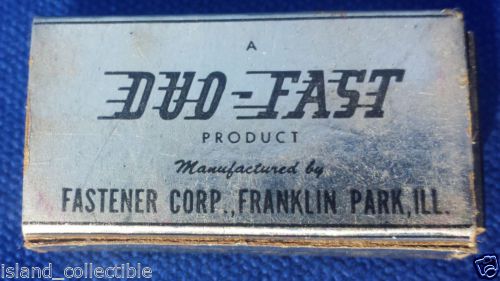 A
DUO-FAST
PRODUCT
Manufactured by
FASTENER CORP., FRANKLIN PARK, ILL.
island_collectible